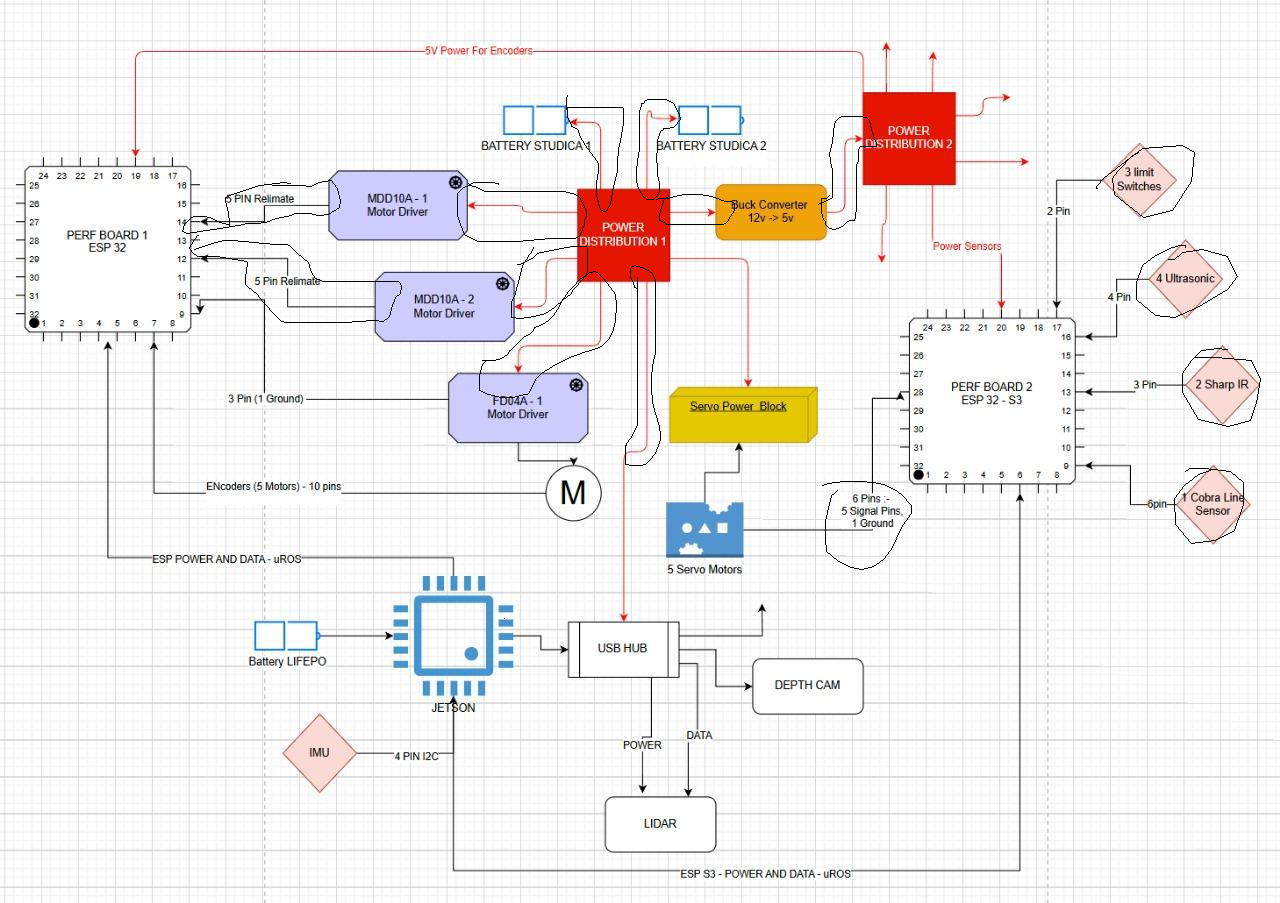 5V Power For Encoders
BATTERY STUDICA 1
BATTERY STUDICA 2
POWER
DISTRIBUTION 2
24 23 22 21 20 19 18 17
25
26
27
28
29
30
31
32
16
15
14
13
12
11
10
9
1 2 3 4 5 6 7 8
PERF BOARD 1
ESP 32
5 PIN Relimate
MDD10A - 1
Motor Driver
POWER
DISTRIBUTION 1
Buck Converter
12v -> 5v
3 limit
Switches
2 Pin
Power Sensors
5 Pin Relimate
MDD10A - 2
Motor Driver
4 Ultrasonic
4 Pin
24 23 22 21 20 19 18 17
25
26
27
28
29
30
31
32
16
15
14
13
12
11
10
9
1 2 3 4 5 6 7 8
PERF BOARD 2
ESP 32 - S3
3 Pin
2 Sharp IR
3 Pin (1 Ground)
FD04A - 1
Motor Driver
Servo Power Block
ENcoders (5 Motors) - 10 pins
M
6 Pins :-
5 Signal Pins,
1 Ground
6pin
1 Cobra Line
Sensor
ESP POWER AND DATA - uROS
5 Servo Motors
Battery LIFEPO
JETSON
USB HUB
DEPTH CAM
IMU
4 PIN I2C
POWER
DATA
LIDAR
ESP S3 - POWER AND DATA - uROS